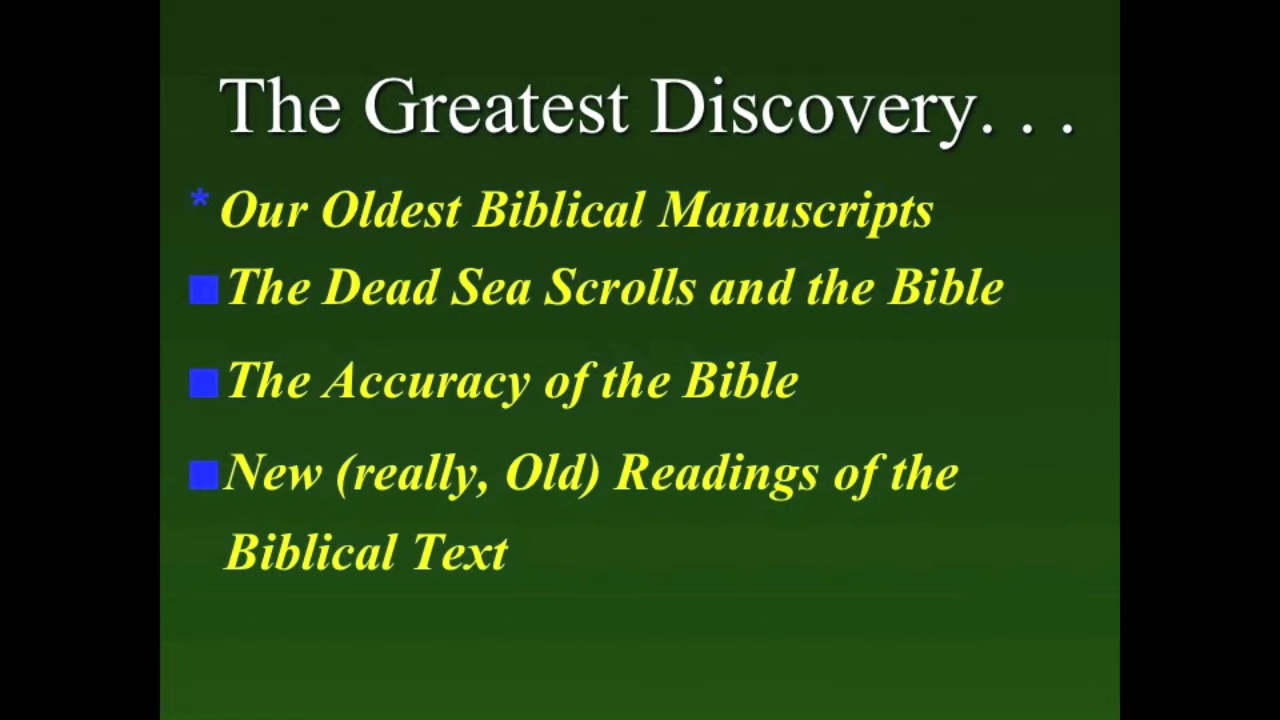 The Greatest Discovery. . .
* Our Oldest Biblical Manuscripts
The Dead Sea Scrolls and the Bible
The Accuracy of the Bible
New (really, Old) Readings of the
Biblical Text